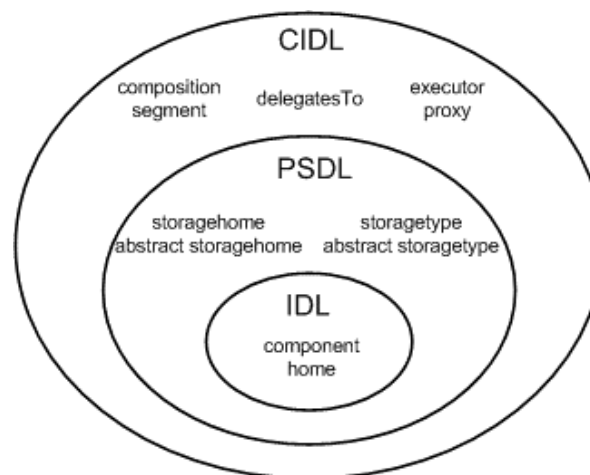 CIDL
composition delegatesTo executor
segment proxy
PSDL
storagehome storagetype
abstract storagehome abstract storagetype
IDL
component
home